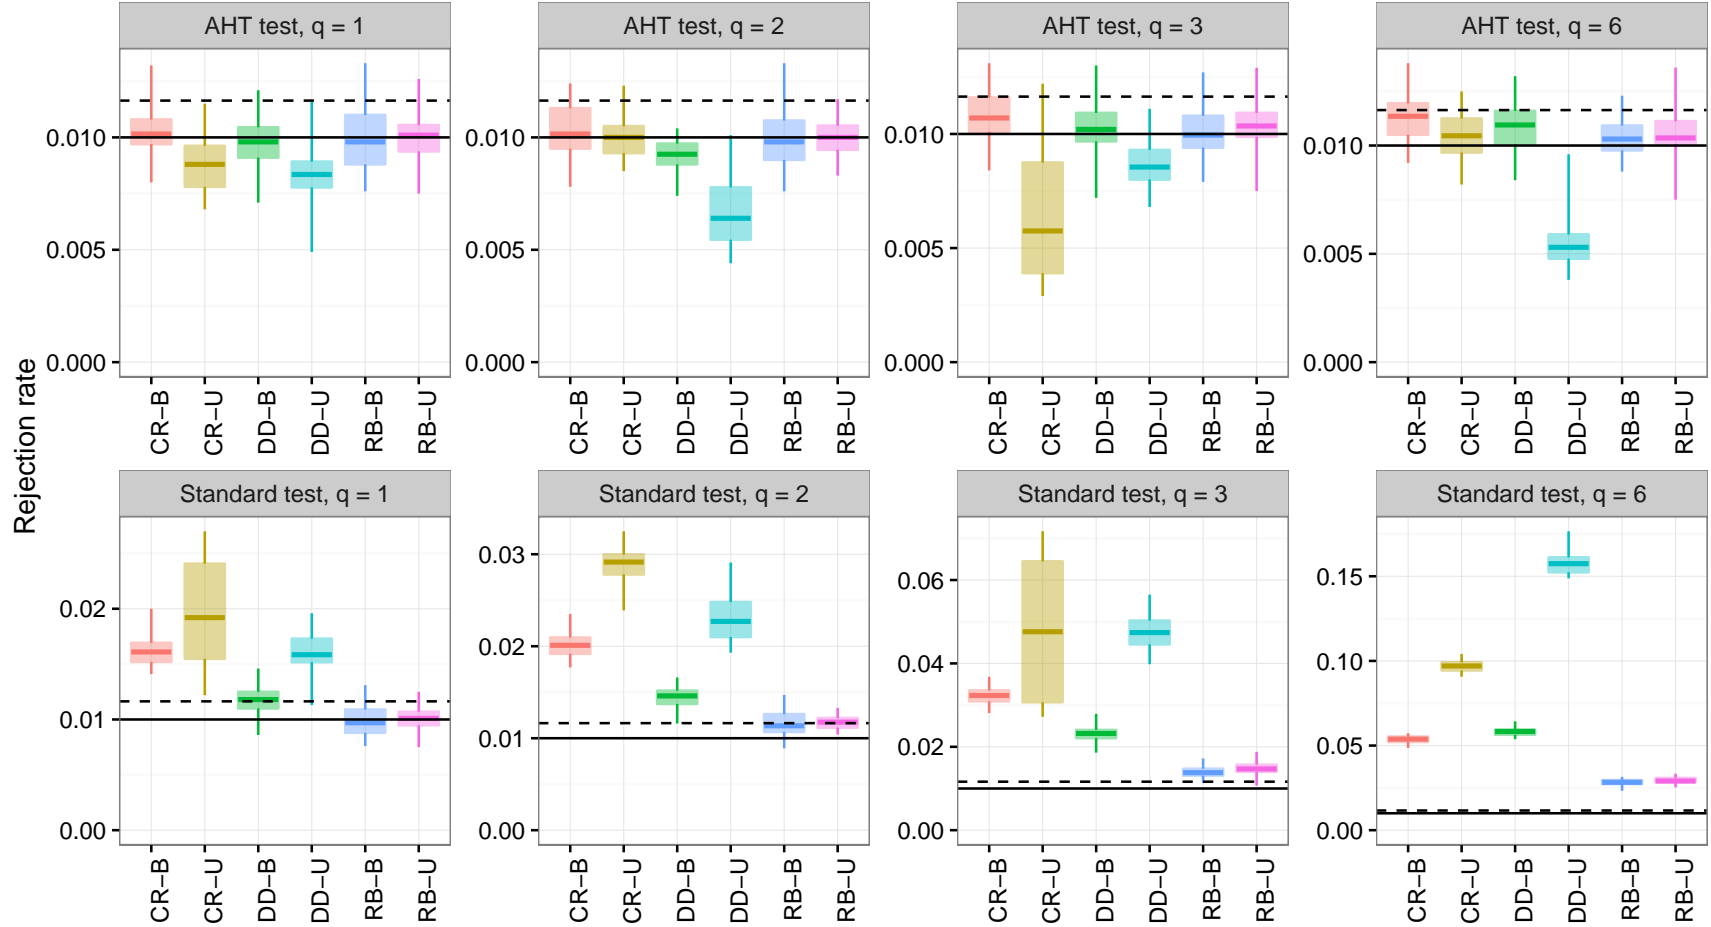 AHT test, q = 1
AHT test, q = 2
AHT test, q = 3
AHT test, q = 6
0.010
0.005
0.000
0.010
0.005
0.000
0.010
0.005
0.000
0.010
0.005
0.000
CR−B
CR−U
DD−B
DD−U
RB−B
RB−U
CR−B
CR−U
DD−B
DD−U
RB−B
RB−U
CR−B
CR−U
DD−B
DD−U
RB−B
RB−U
CR−B
CR−U
DD−B
DD−U
RB−B
RB−U
Rejection rate
Standard test, q = 1
Standard test, q = 2
Standard test, q = 3
Standard test, q = 6
0.02
0.01
0.00
0.03
0.02
0.01
0.00
0.06
0.04
0.02
0.00
0.15
0.10
0.05
0.00
CR−B
CR−U
DD−B
DD−U
RB−B
RB−U
CR−B
CR−U
DD−B
DD−U
RB−B
RB−U
CR−B
CR−U
DD−B
DD−U
RB−B
RB−U
CR−B
CR−U
DD−B
DD−U
RB−B
RB−U